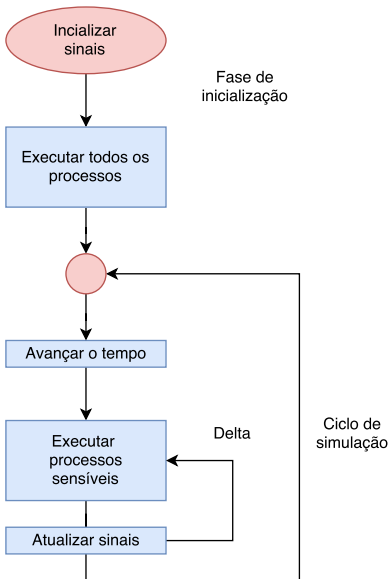 Incializar
sinais
Fase de
inicialização
Executar todos os
processos
Avançar o tempo
Executar
processos
sensíveis
Delta
Ciclo de
simulação
Atualizar sinais